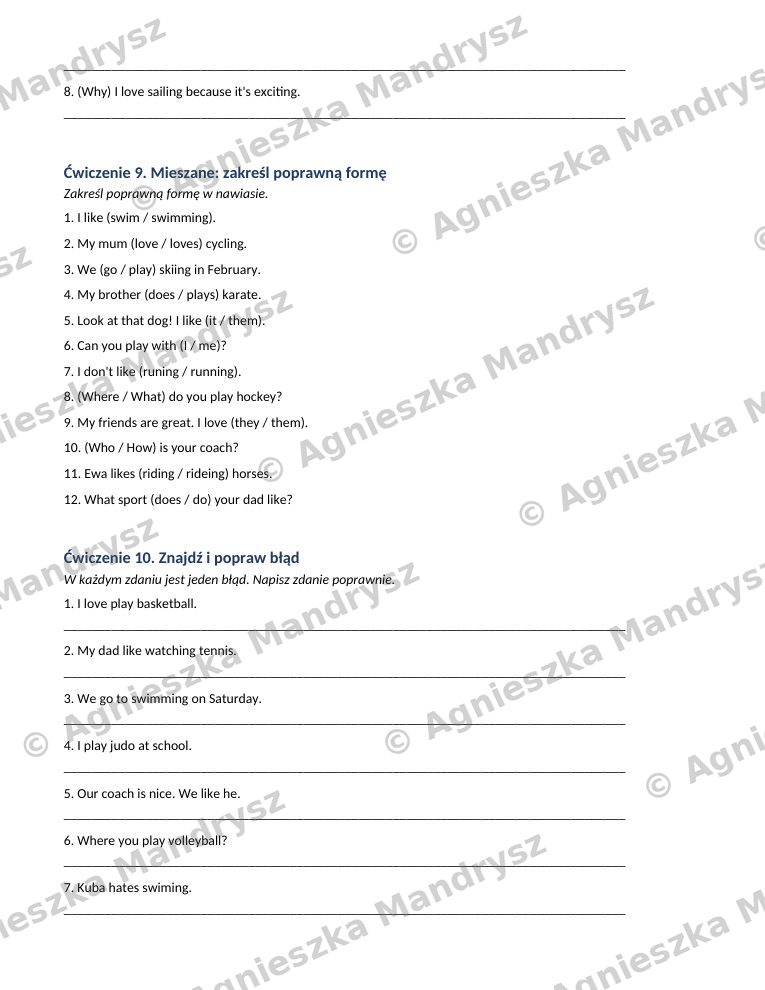 8. (Why) I love sailing because it's exciting.
Ćwiczenie 9. Mieszane: zakreśl poprawną formę
Zakreśl poprawną formę w nawiasie.
1. I like (swim / swimming).
2. My mum (love / loves) cycling.
3. We (go / play) skiing in February.
4. My brother (does / plays) karate.
5. Look at that dog! I like (it / them).
6. Can you play with (I / me)?
7. I don't like (runing / running).
8. (Where / What) do you play hockey?
9. My friends are great. I love (they / them).
10. (Who / How) is your coach?
11. Ewa likes (riding / rideing) horses.
12. What sport (does / do) your dad like?
Ćwiczenie 10. Znajdź i popraw błąd
W każdym zdaniu jest jeden błąd. Napisz zdanie poprawnie.
1. I love play basketball.
2. My dad like watching tennis.
3. We go to swimming on Saturday.
4. I play judo at school.
5. Our coach is nice. We like he.
6. Where you play volleyball?
7. Kuba hates swiming.
© Agnieszka Mandrysz